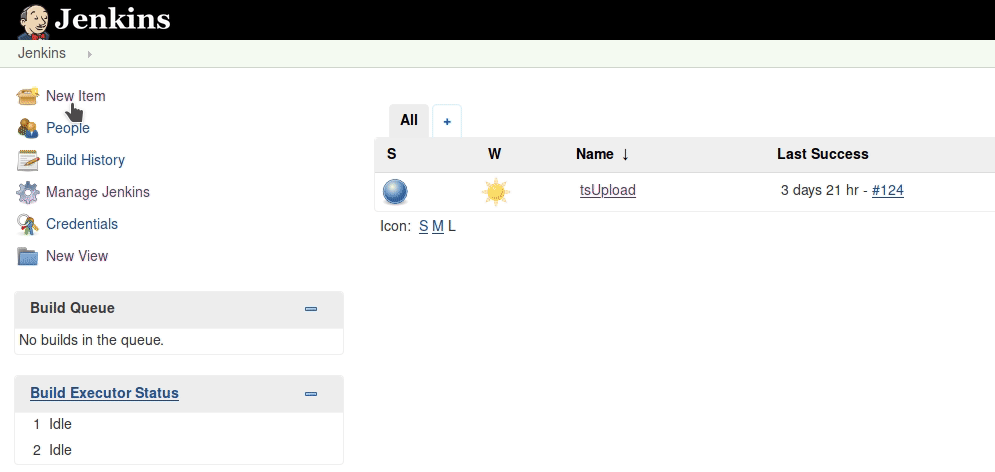 Jenkins
Jenkins
New Item
People
Build History
Manage Jenkins
Credentials
New View
Build Queue
No builds in the queue.
Build Executor Status
1 Idle
2 Idle
All +
S W Name ↓ Last Success
tsUpload 3 days 21 hr - #124
Icon: S M L